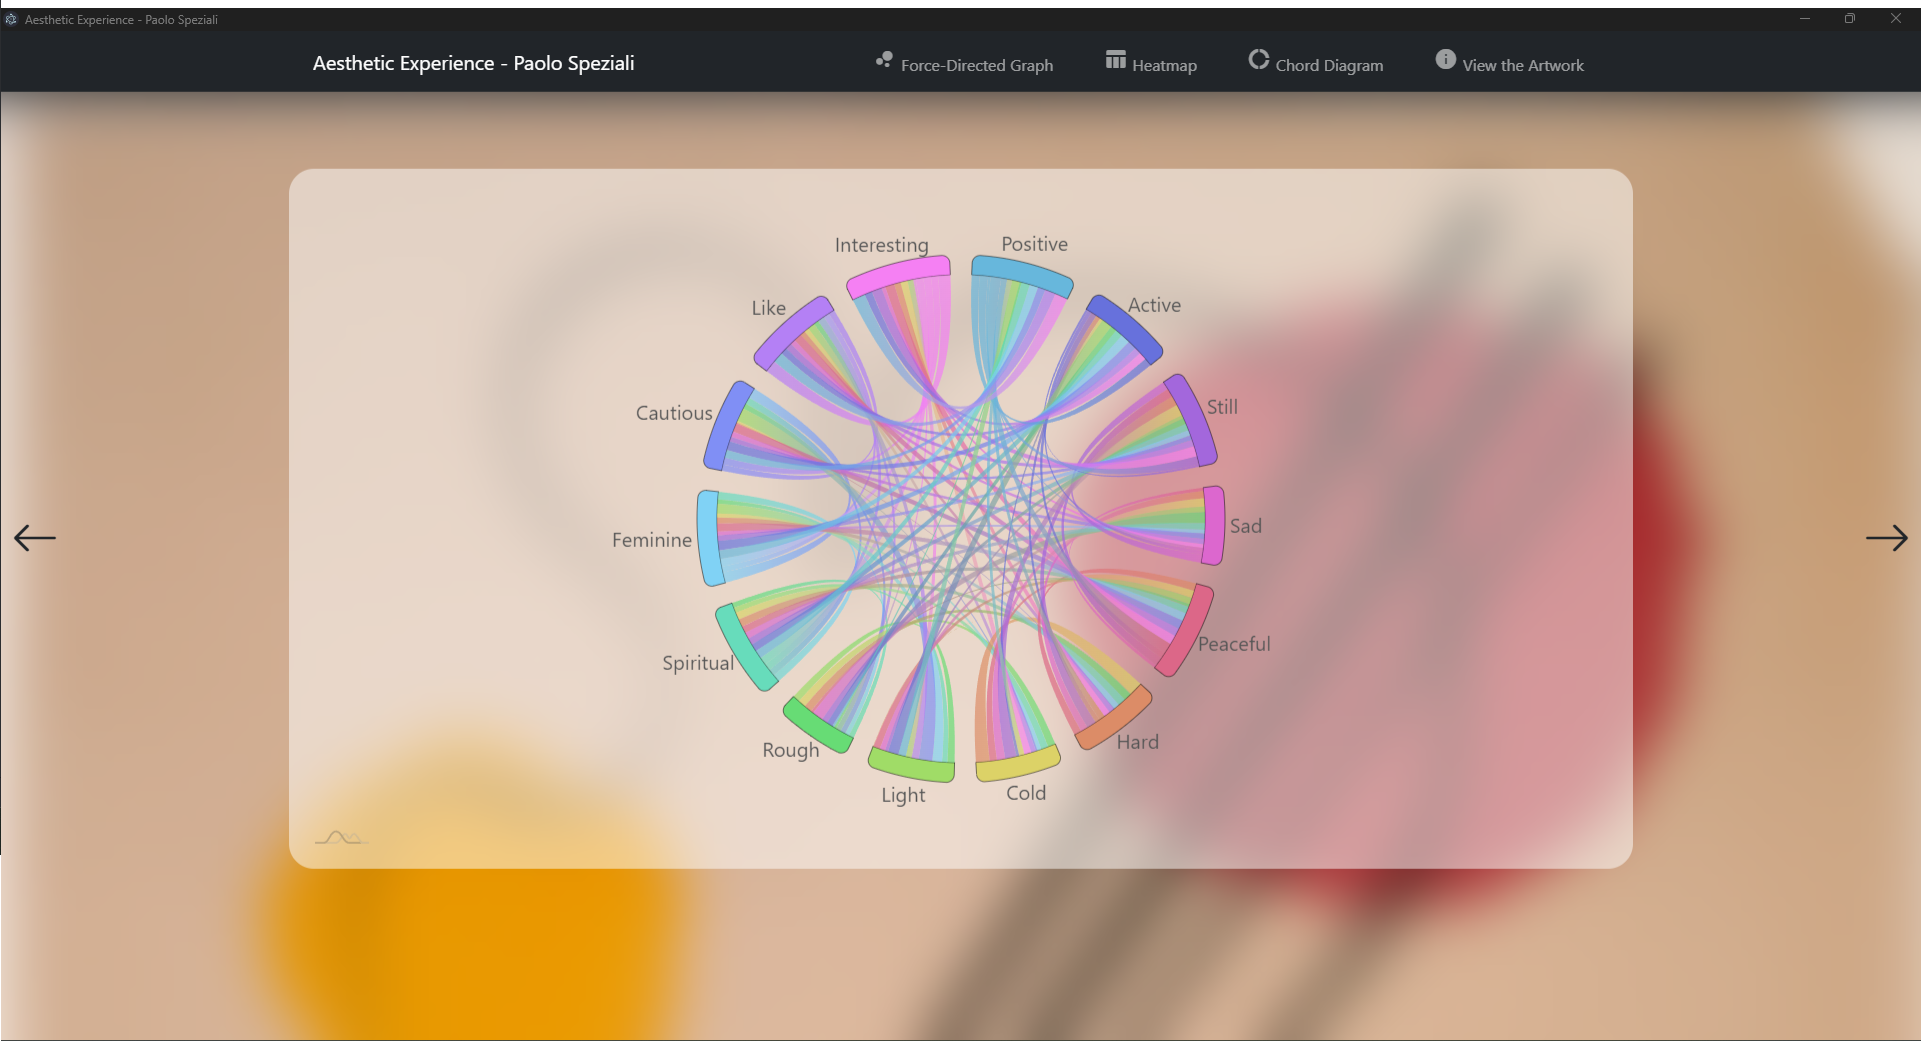 Aesthetic Experience - Paolo Speziali
Aesthetic Experience - Paolo Speziali
Force-Directed Graph
Heatmap
Chord Diagram
View the Artwork
Interesting
Positive
Like
Active
Cautious
Still
Feminine
Sad
Spiritual
Peaceful
Rough
Hard
Light
Cold